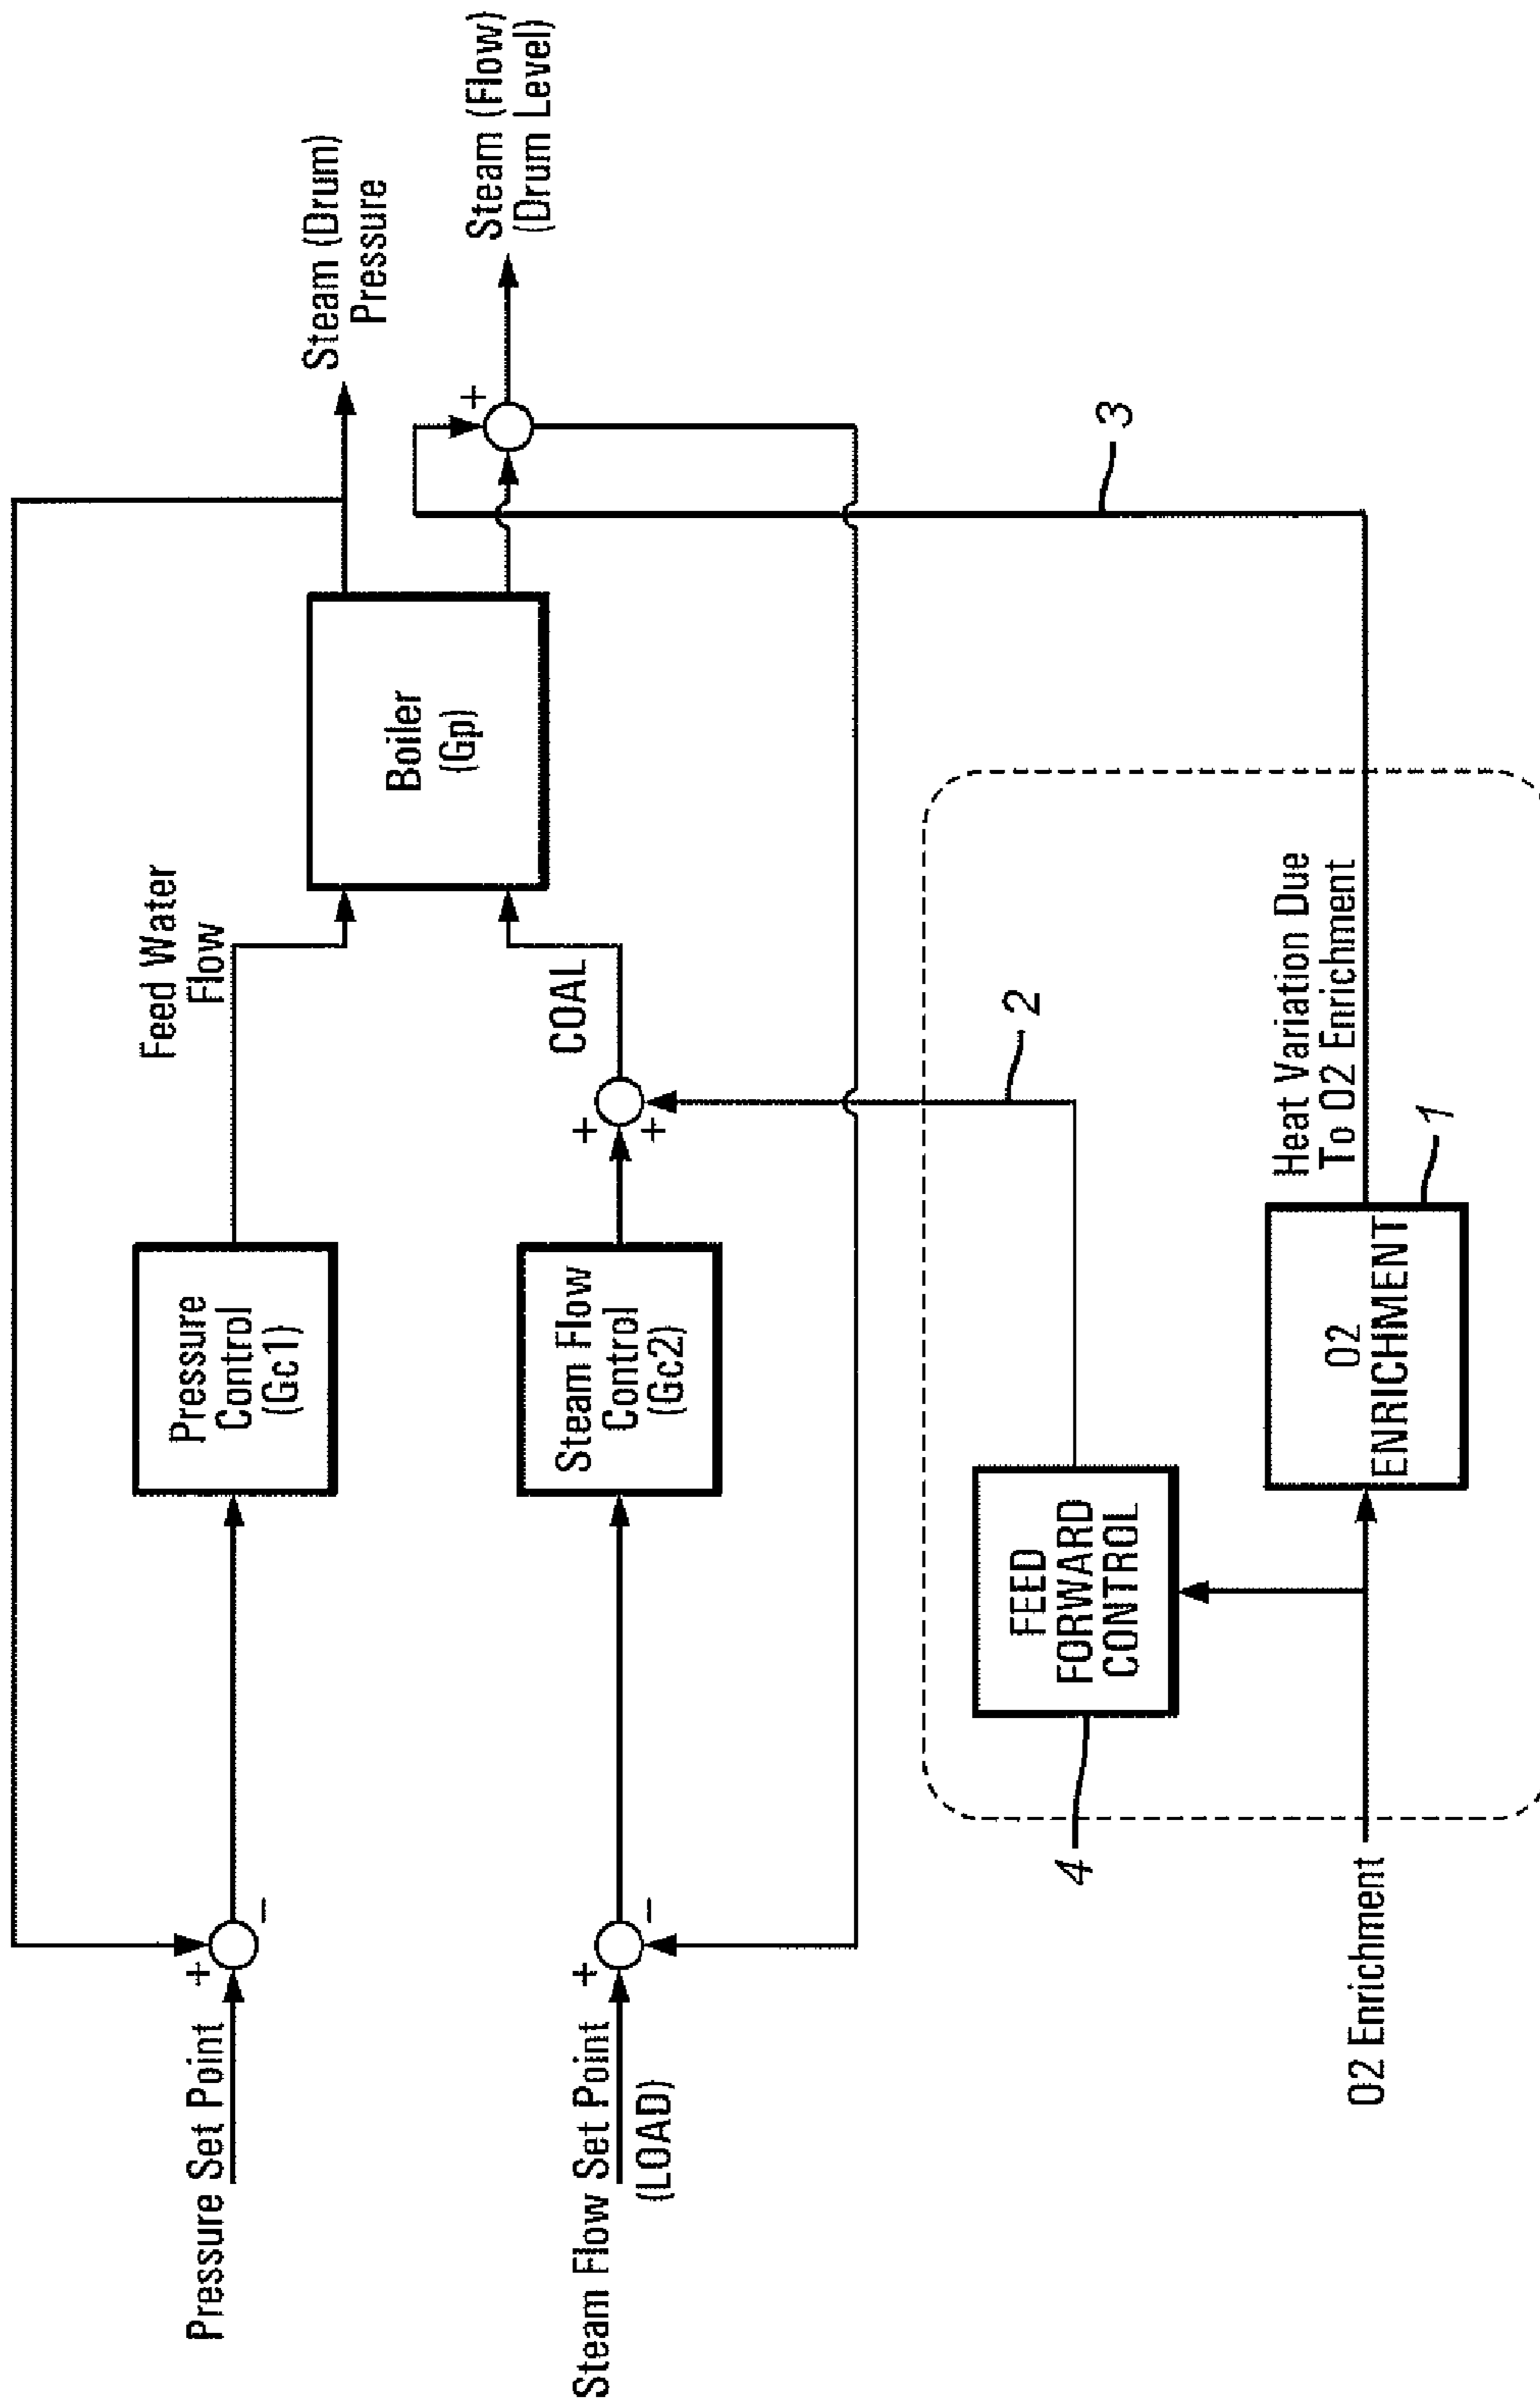 Pressure Set Point
+
−
Pressure
Control
(Gc1)
Feed Water
Flow
Steam (Drum)
Pressure
Boiler
(Gp)
Steam (Flow)
(Drum Level)
+
Steam Flow Set Point
(LOAD)
+
−
Steam Flow
Control
(Gc2)
+
+
COAL
2
3
4
FEED
FORWARD
CONTROL
O2 Enrichment
O2
ENRICHMENT
1
Heat Variation Due
To O2 Enrichment